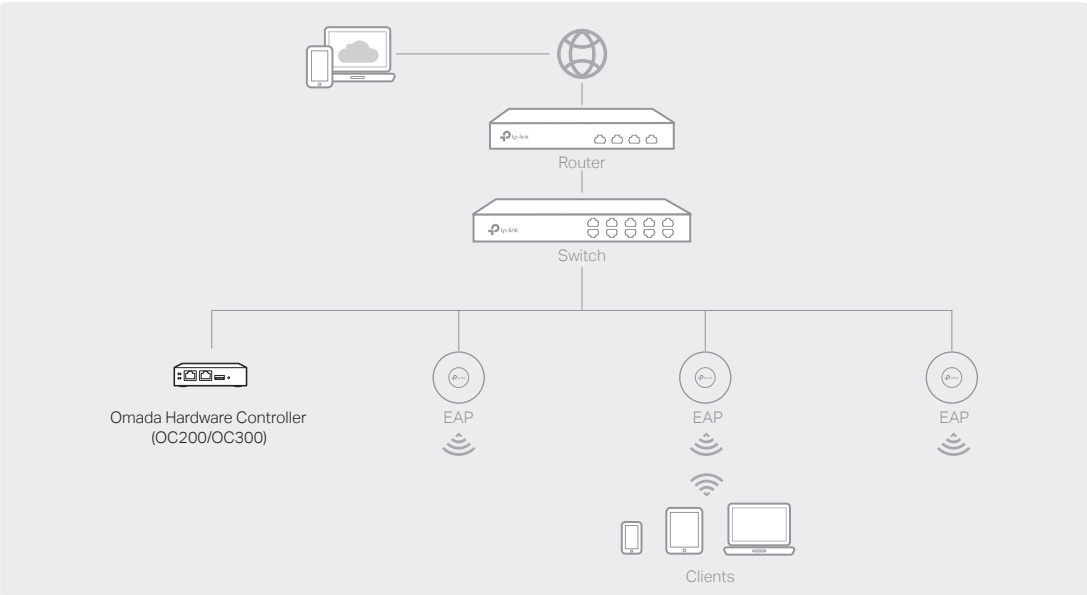 tp-link
Router
tp-link
Switch
Omada Hardware Controller
(OC200/OC300)
EAP
EAP
EAP
Clients